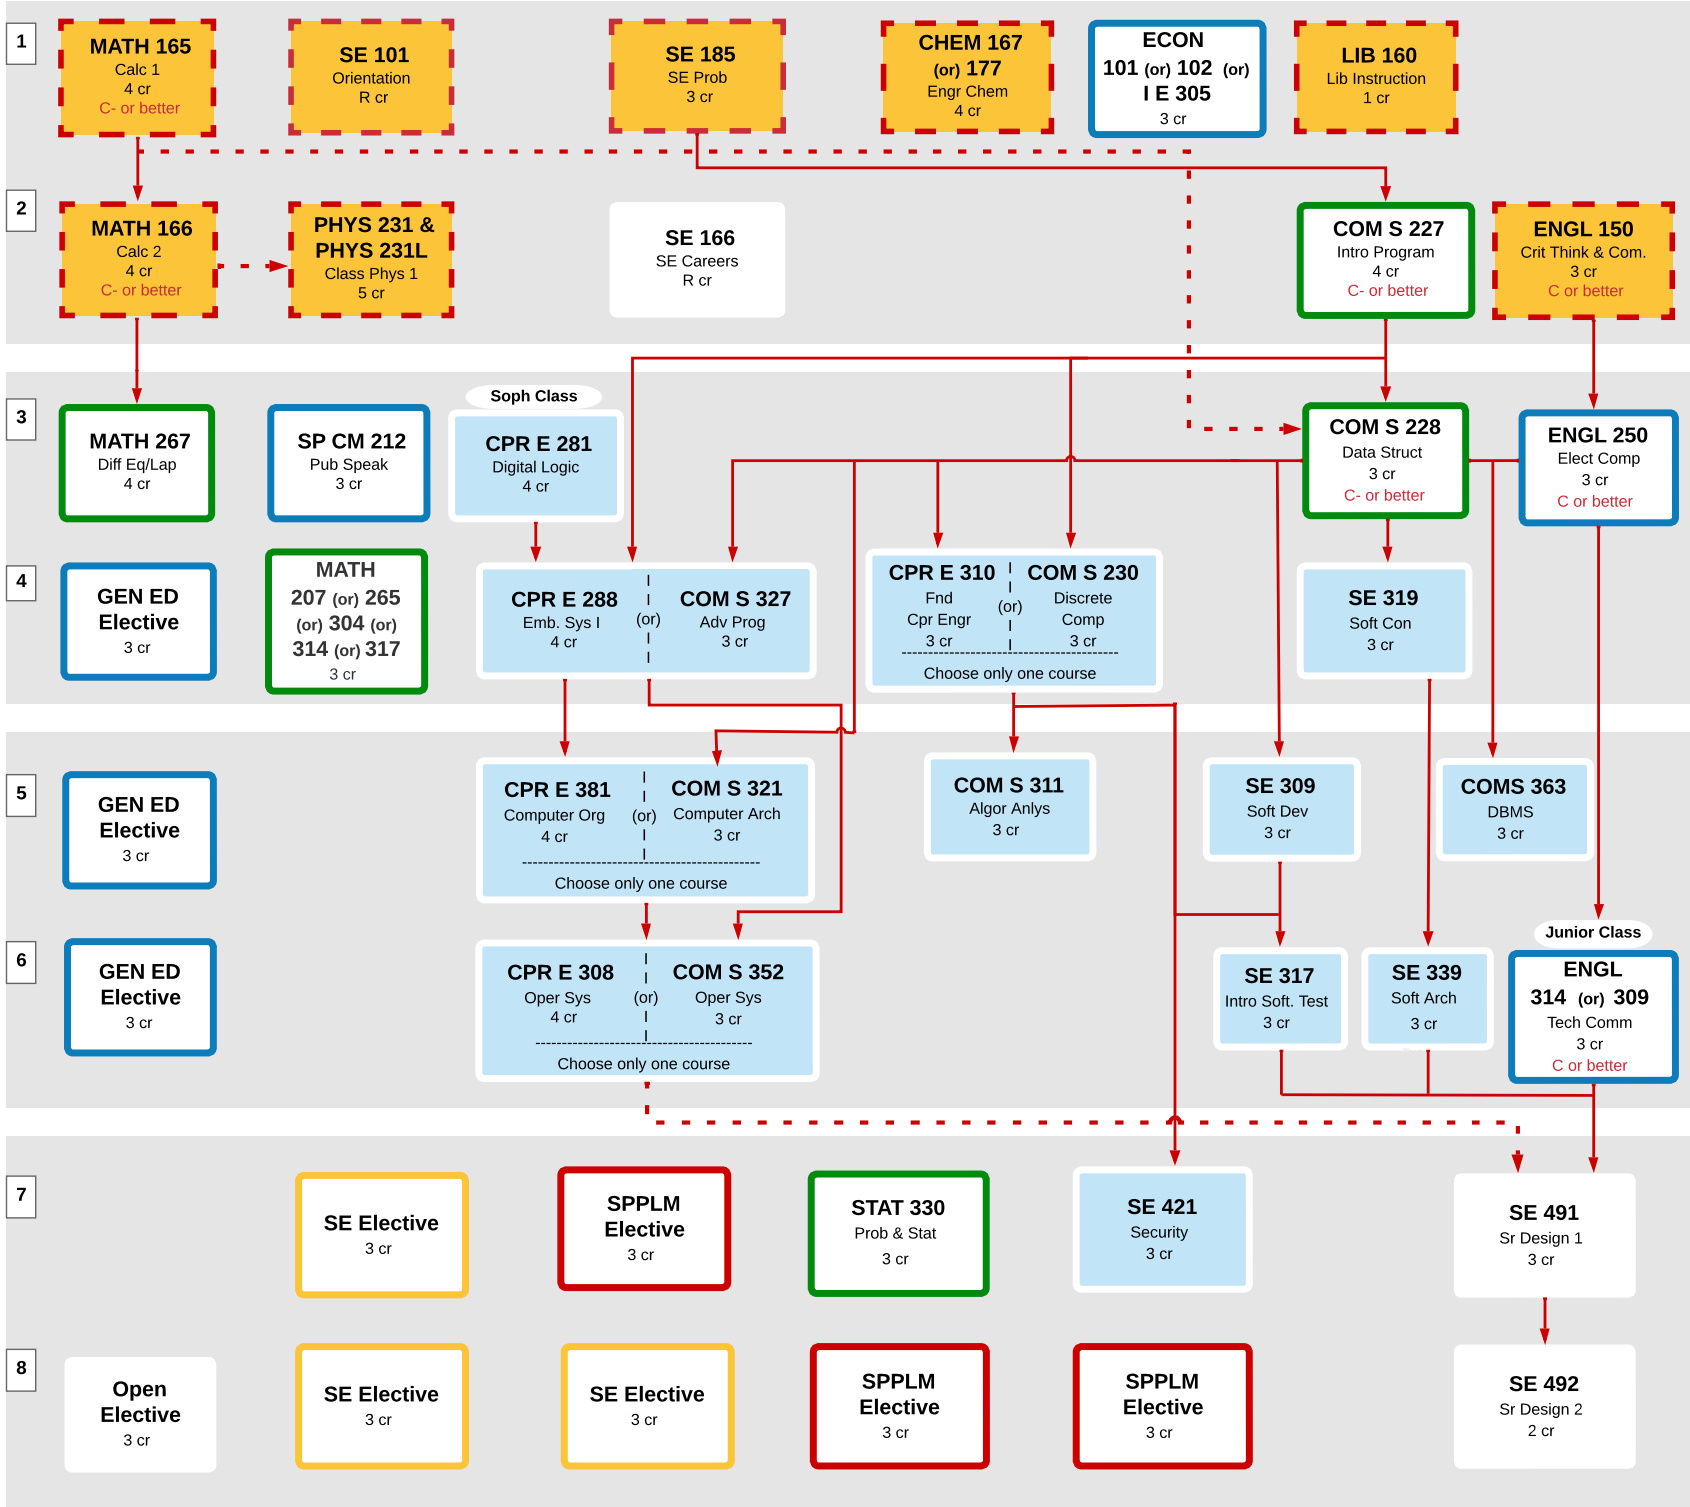 1
MATH 165
Calc 1
4 cr
C- or better
SE 101
Orientation
R cr
SE 185
SE Prob
3 cr
CHEM 167
(or) 177
Engr Chem
4 cr
ECON
101 (or) 102 (or)
I E 305
3 cr
LIB 160
Lib Instruction
1 cr
2
MATH 166
Calc 2
4 cr
C- or better
PHYS 231 &
PHYS 231L
Class Phys 1
5 cr
SE 166
SE Careers
R cr
COM S 227
Intro Program
4 cr
C- or better
ENGL 150
Crit Think & Com.
3 cr
C or better
3
MATH 267
Diff Eq/Lap
4 cr
SP CM 212
Pub Speak
3 cr
Soph Class
CPR E 281
Digital Logic
4 cr
COM S 228
Data Struct
3 cr
C- or better
ENGL 250
Elect Comp
3 cr
C or better
4
GEN ED
Elective
3 cr
MATH
207 (or) 265
(or) 304 (or)
314 (or) 317
3 cr
CPR E 288
Emb. Sys I
4 cr
(or)
COM S 327
Adv Prog
3 cr
CPR E 310
Fnd
Cpr Engr
3 cr
(or)
COM S 230
Discrete
Comp
3 cr
Choose only one course
SE 319
Soft Con
3 cr
5
GEN ED
Elective
3 cr
CPR E 381
Computer Org
4 cr
(or)
COM S 321
Computer Arch
3 cr
Choose only one course
COM S 311
Algor Anlys
3 cr
SE 309
Soft Dev
3 cr
COMS 363
DBMS
3 cr
6
GEN ED
Elective
3 cr
CPR E 308
Oper Sys
4 cr
(or)
COM S 352
Oper Sys
3 cr
Choose only one course
SE 317
Intro Soft. Test
3 cr
SE 339
Soft Arch
3 cr
Junior Class
ENGL
314 (or) 309
Tech Comm
3 cr
C or better
7
SE Elective
3 cr
SPPLM
Elective
3 cr
STAT 330
Prob & Stat
3 cr
SE 421
Security
3 cr
SE 491
Sr Design 1
3 cr
8
Open
Elective
3 cr
SE Elective
3 cr
SE Elective
3 cr
SPPLM
Elective
3 cr
SPPLM
Elective
3 cr
SE 492
Sr Design 2
2 cr